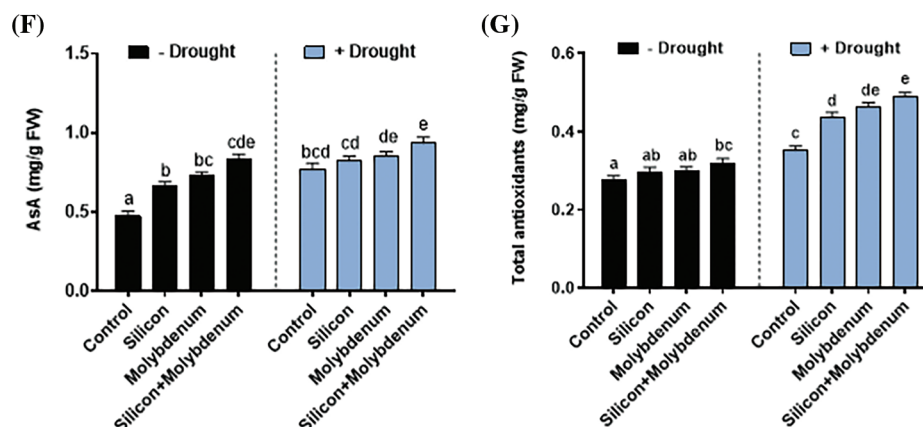 (F)
- Drought + Drought
AsA (mg/g FW)
1.5
1.0
0.5
0.0
a b bc cde bcd cd de e
Control Silicon Molybdenum Silicon+Molybdenum Control Silicon Molybdenum Silicon+Molybdenum
(G)
- Drought + Drought
Total antioxidants (mg/g FW)
0.6
0.4
0.2
0.0
a ab ab bc c d de e
Control Silicon Molybdenum Silicon+Molybdenum Control Silicon Molybdenum Silicon+Molybdenum